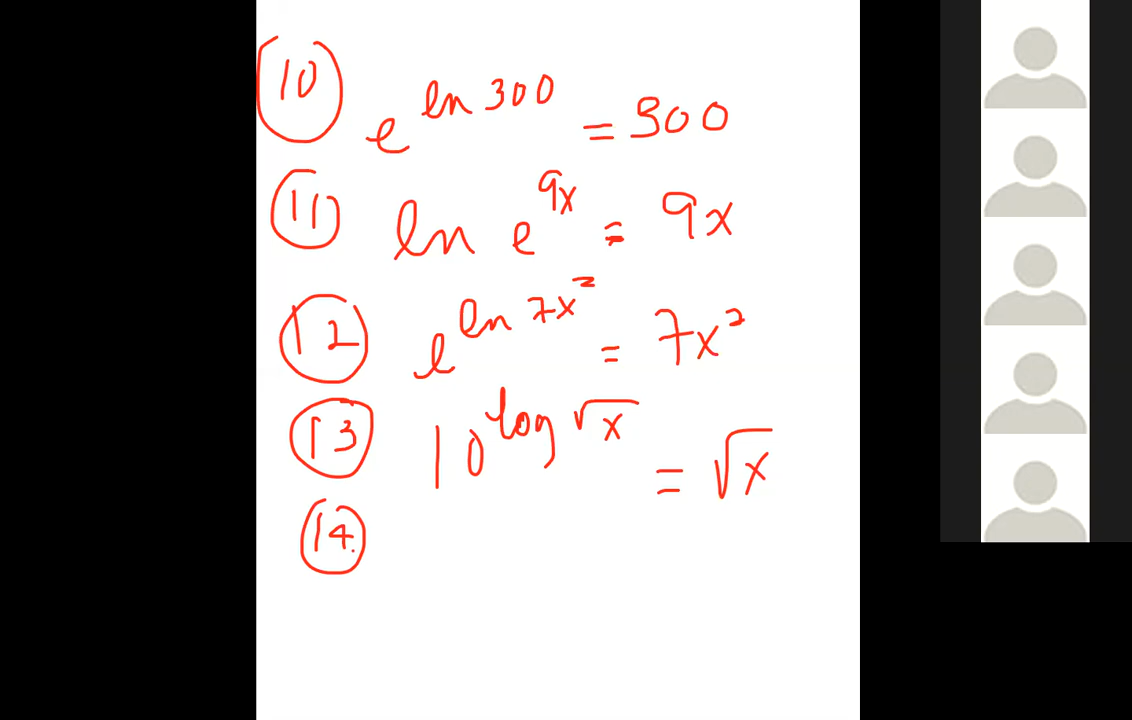 (10) e^{ln 300} = 300
(11) ln e^{9x} = 9x
(12) e^{ln 7x²} = 7x²
(13) 10^{log √x} = √x
(14.